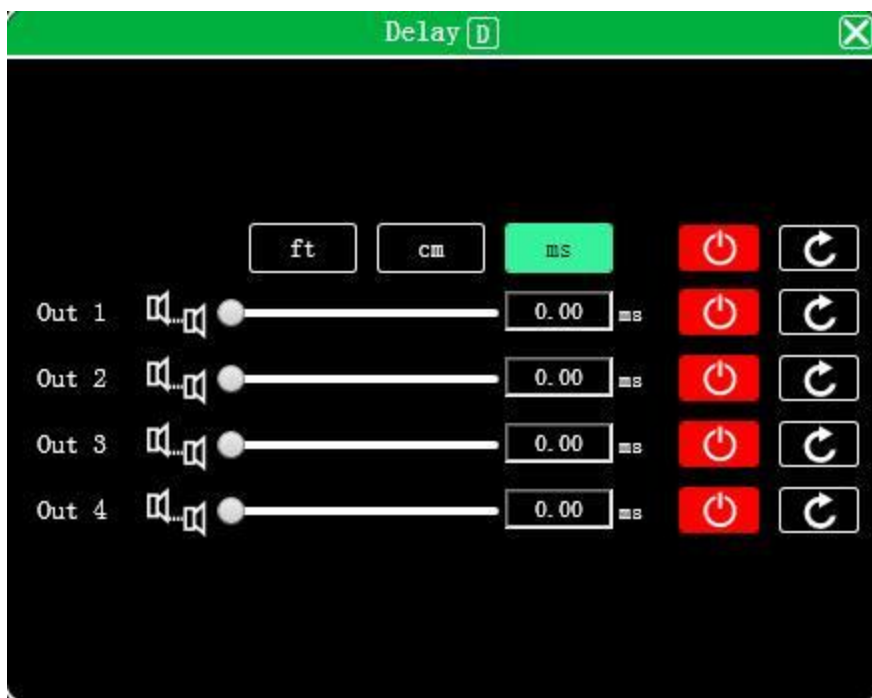 Delay D
ft cm ms
Out 1 0.00 ms
Out 2 0.00 ms
Out 3 0.00 ms
Out 4 0.00 ms